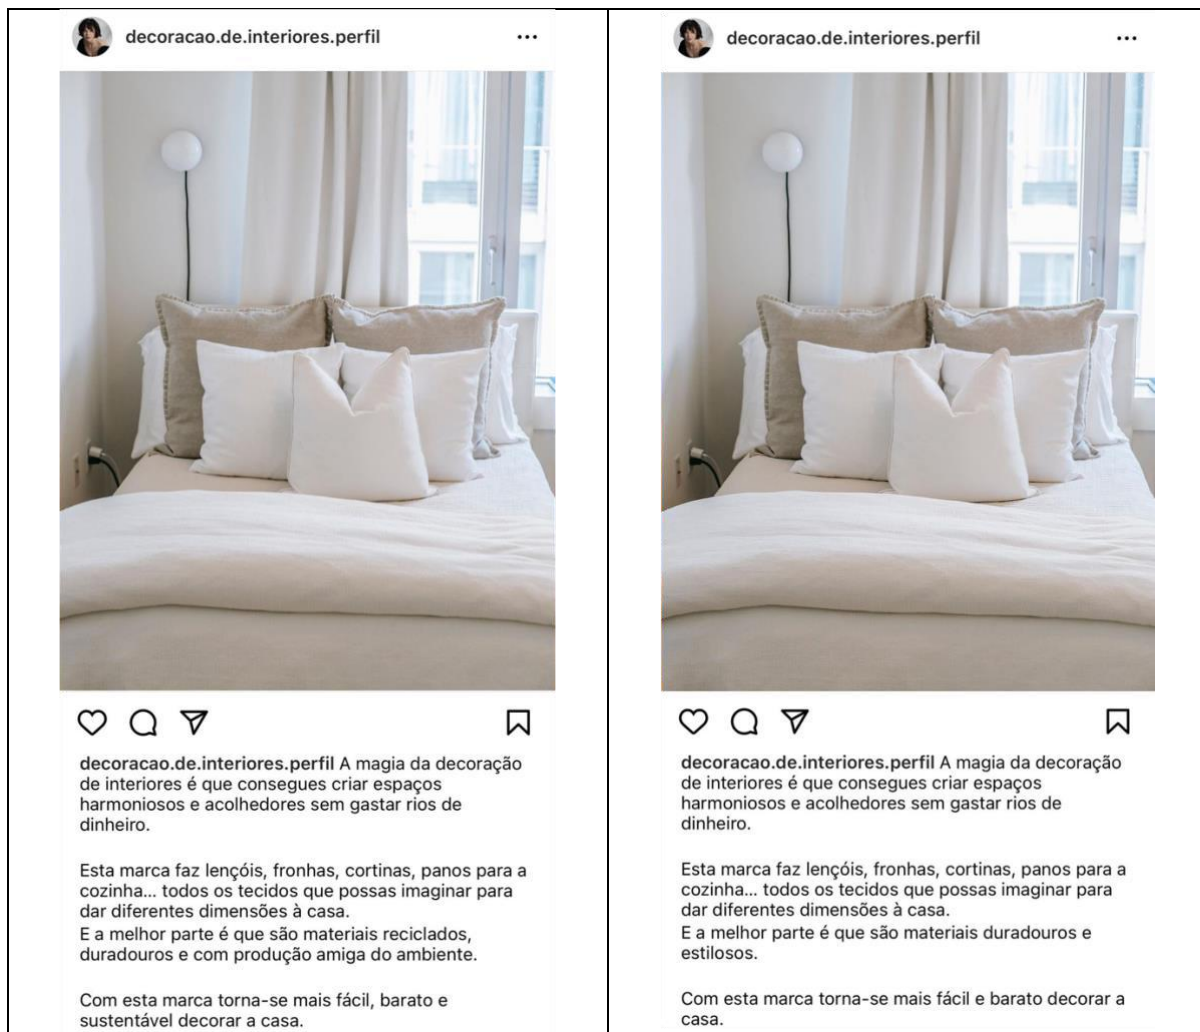 decoracao.de.interiores.perfil
decoracao.de.interiores.perfil A magia da decoração
de interiores é que consegues criar espaços
harmoniosos e acolhedores sem gastar rios de
dinheiro.
Esta marca faz lençóis, fronhas, cortinas, panos para a
cozinha... todos os tecidos que possas imaginar para
dar diferentes dimensões à casa.
E a melhor parte é que são materiais reciclados,
duradouros e com produção amiga do ambiente.
Com esta marca torna-se mais fácil, barato e
sustentável decorar a casa.
decoracao.de.interiores.perfil
decoracao.de.interiores.perfil A magia da decoração
de interiores é que consegues criar espaços
harmoniosos e acolhedores sem gastar rios de
dinheiro.
Esta marca faz lençóis, fronhas, cortinas, panos para a
cozinha... todos os tecidos que possas imaginar para
dar diferentes dimensões à casa.
E a melhor parte é que são materiais duradouros e
estilosos.
Com esta marca torna-se mais fácil e barato decorar a
casa.